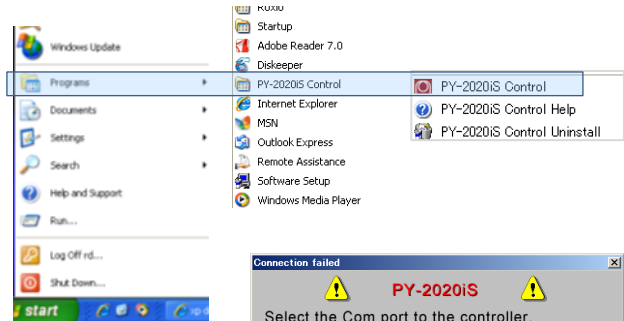 Roxio
Startup
Windows Update
Adobe Reader 7.0
Diskeeper
Programs
PY-2020iS Control
PY-2020iS Control
Documents
Internet Explorer
PY-2020iS Control Help
MSN
Settings
Outlook Express
PY-2020iS Control Uninstall
Search
Remote Assistance
Software Setup
Help and Support
Windows Media Player
Run...
Log Off rd...
Connection failed
Shut Down...
PY-2020iS
start
xp d
Select the Com port to the controller